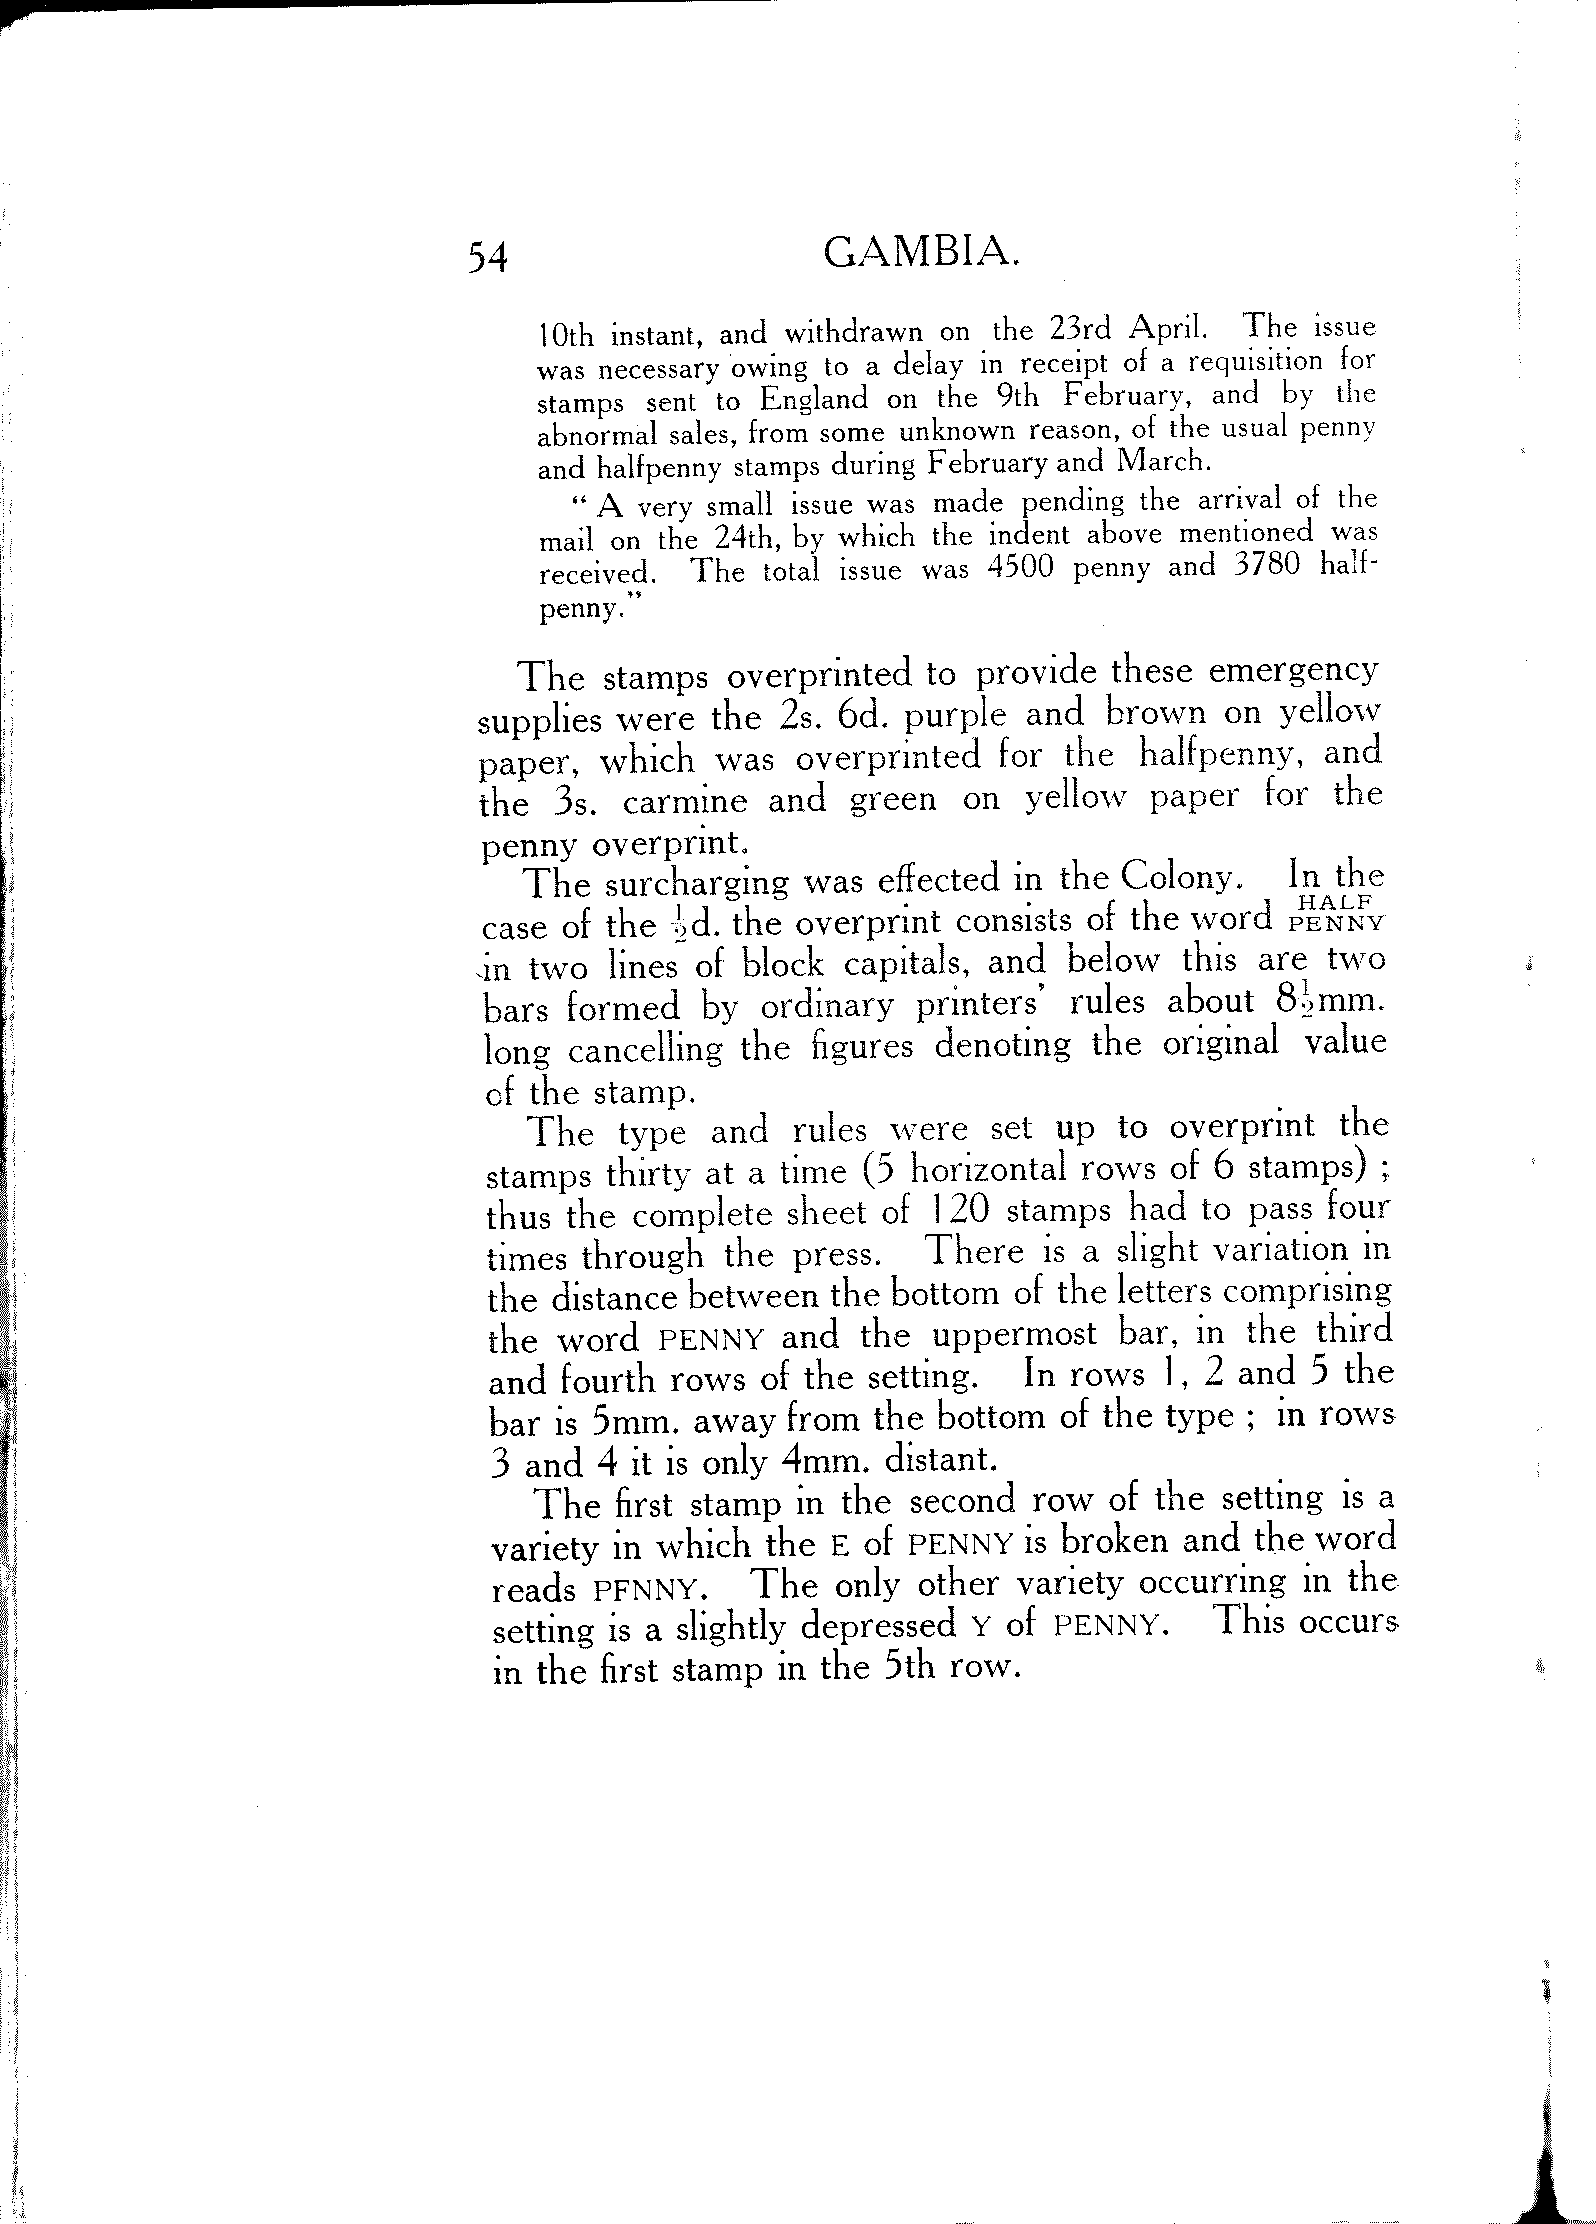 54 GAMBIA.
10th instant, and withdrawn on the 23rd April. The issue
was necessary owing to a delay in receipt of a requisition for
stamps sent to England on the 9th February, and by the
abnormal sales, from some unknown reason, of the usual penny
and halfpenny stamps during February and March.
“ A very small issue was made pending the arrival of the
mail on the 24th, by which the indent above mentioned was
received. The total issue was 4500 penny and 3780 half-
penny.”
The stamps overprinted to provide these emergency
supplies were the 2s. 6d. purple and brown on yellow
paper, which was overprinted for the halfpenny, and
the 3s. carmine and green on yellow paper for the
penny overprint.
The surcharging was effected in the Colony. In the
case of the ½d. the overprint consists of the word HALF PENNY
in two lines of block capitals, and below this are two
bars formed by ordinary printers’ rules about 8½mm.
long cancelling the figures denoting the original value
of the stamp.
The type and rules were set up to overprint the
stamps thirty at a time (5 horizontal rows of 6 stamps) ;
thus the complete sheet of 120 stamps had to pass four
times through the press. There is a slight variation in
the distance between the bottom of the letters comprising
the word PENNY and the uppermost bar, in the third
and fourth rows of the setting. In rows 1, 2 and 5 the
bar is 5mm. away from the bottom of the type ; in rows
3 and 4 it is only 4mm. distant.
The first stamp in the second row of the setting is a
variety in which the E of PENNY is broken and the word
reads PFNNY. The only other variety occurring in the
setting is a slightly depressed Y of PENNY. This occurs
in the first stamp in the 5th row.